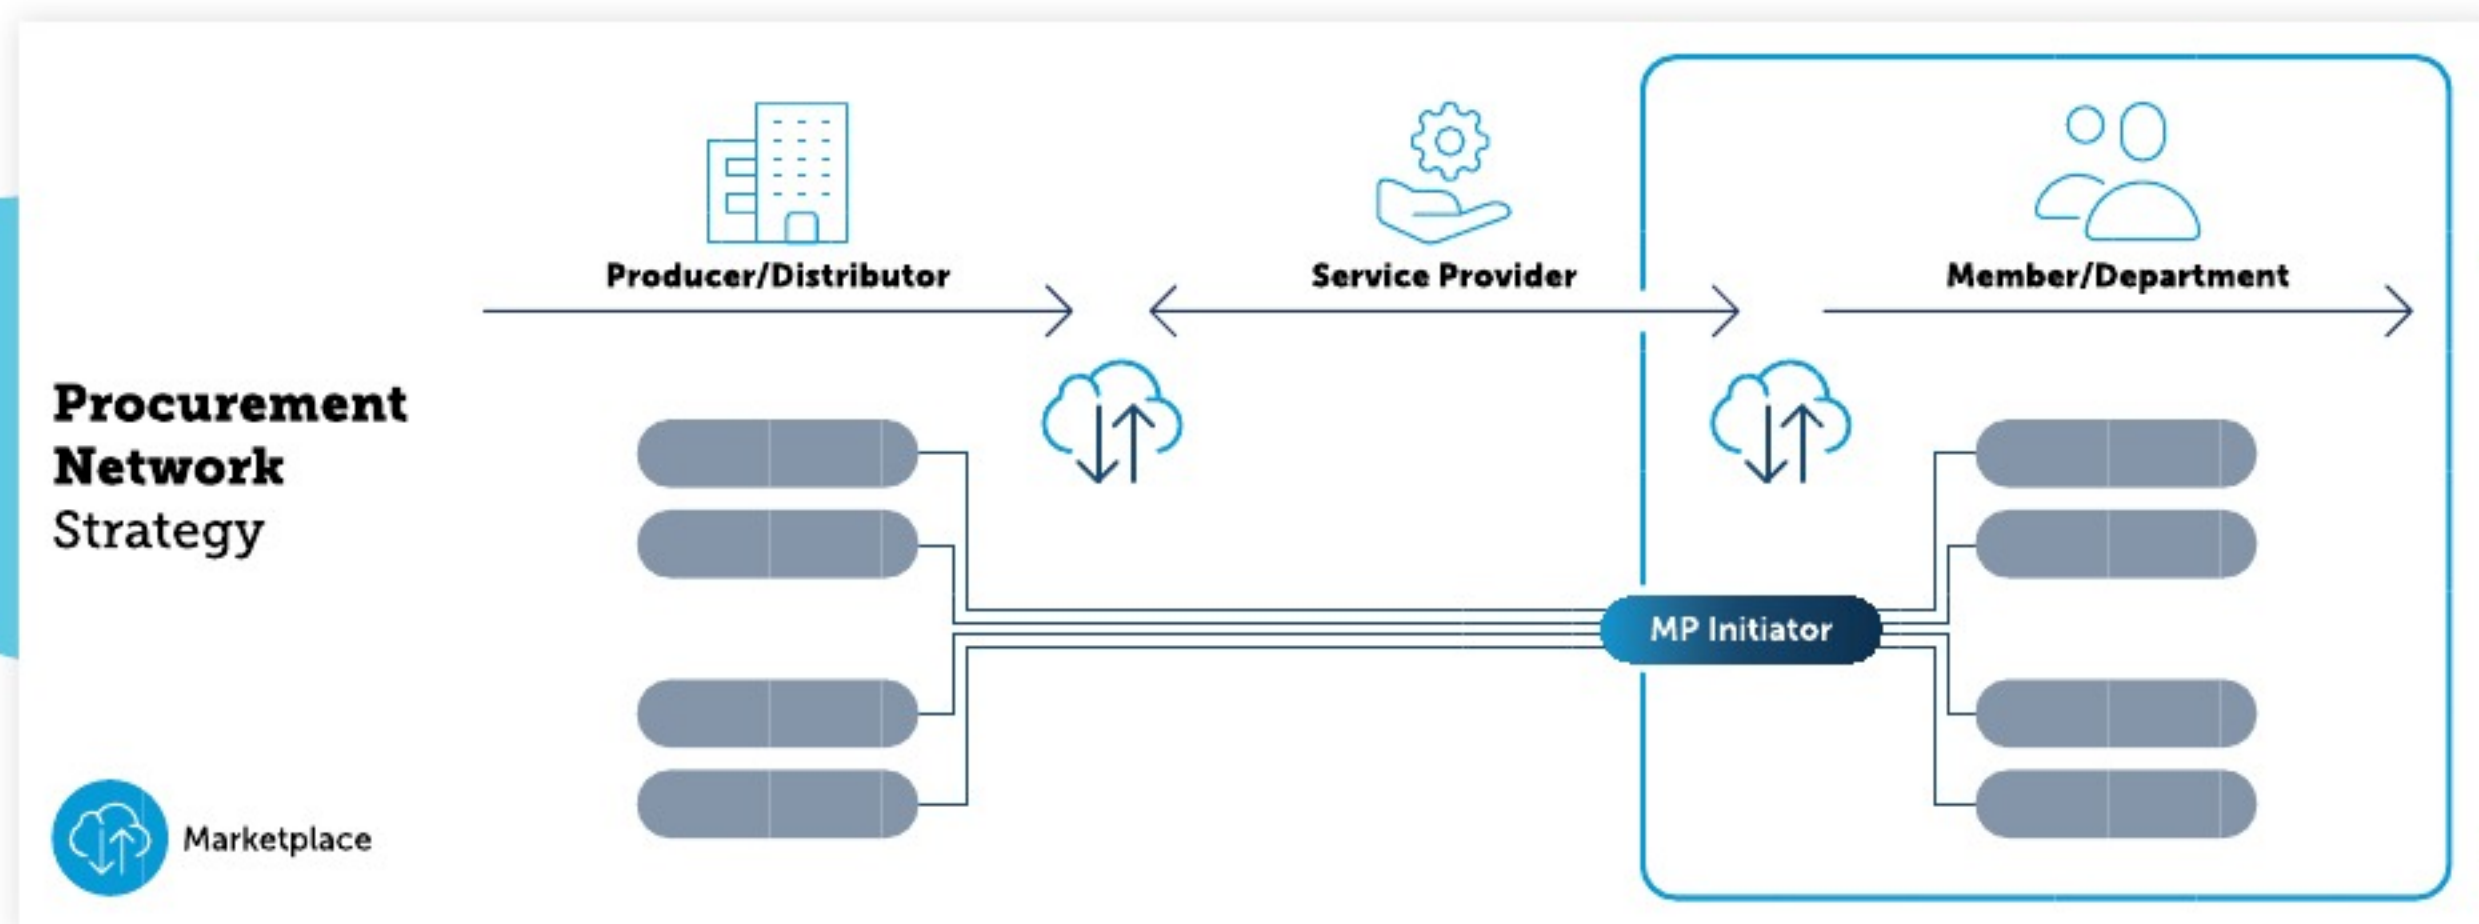 Producer/Distributor
Service Provider
Member/Department
Procurement
Network
Strategy
MP Initiator
Marketplace